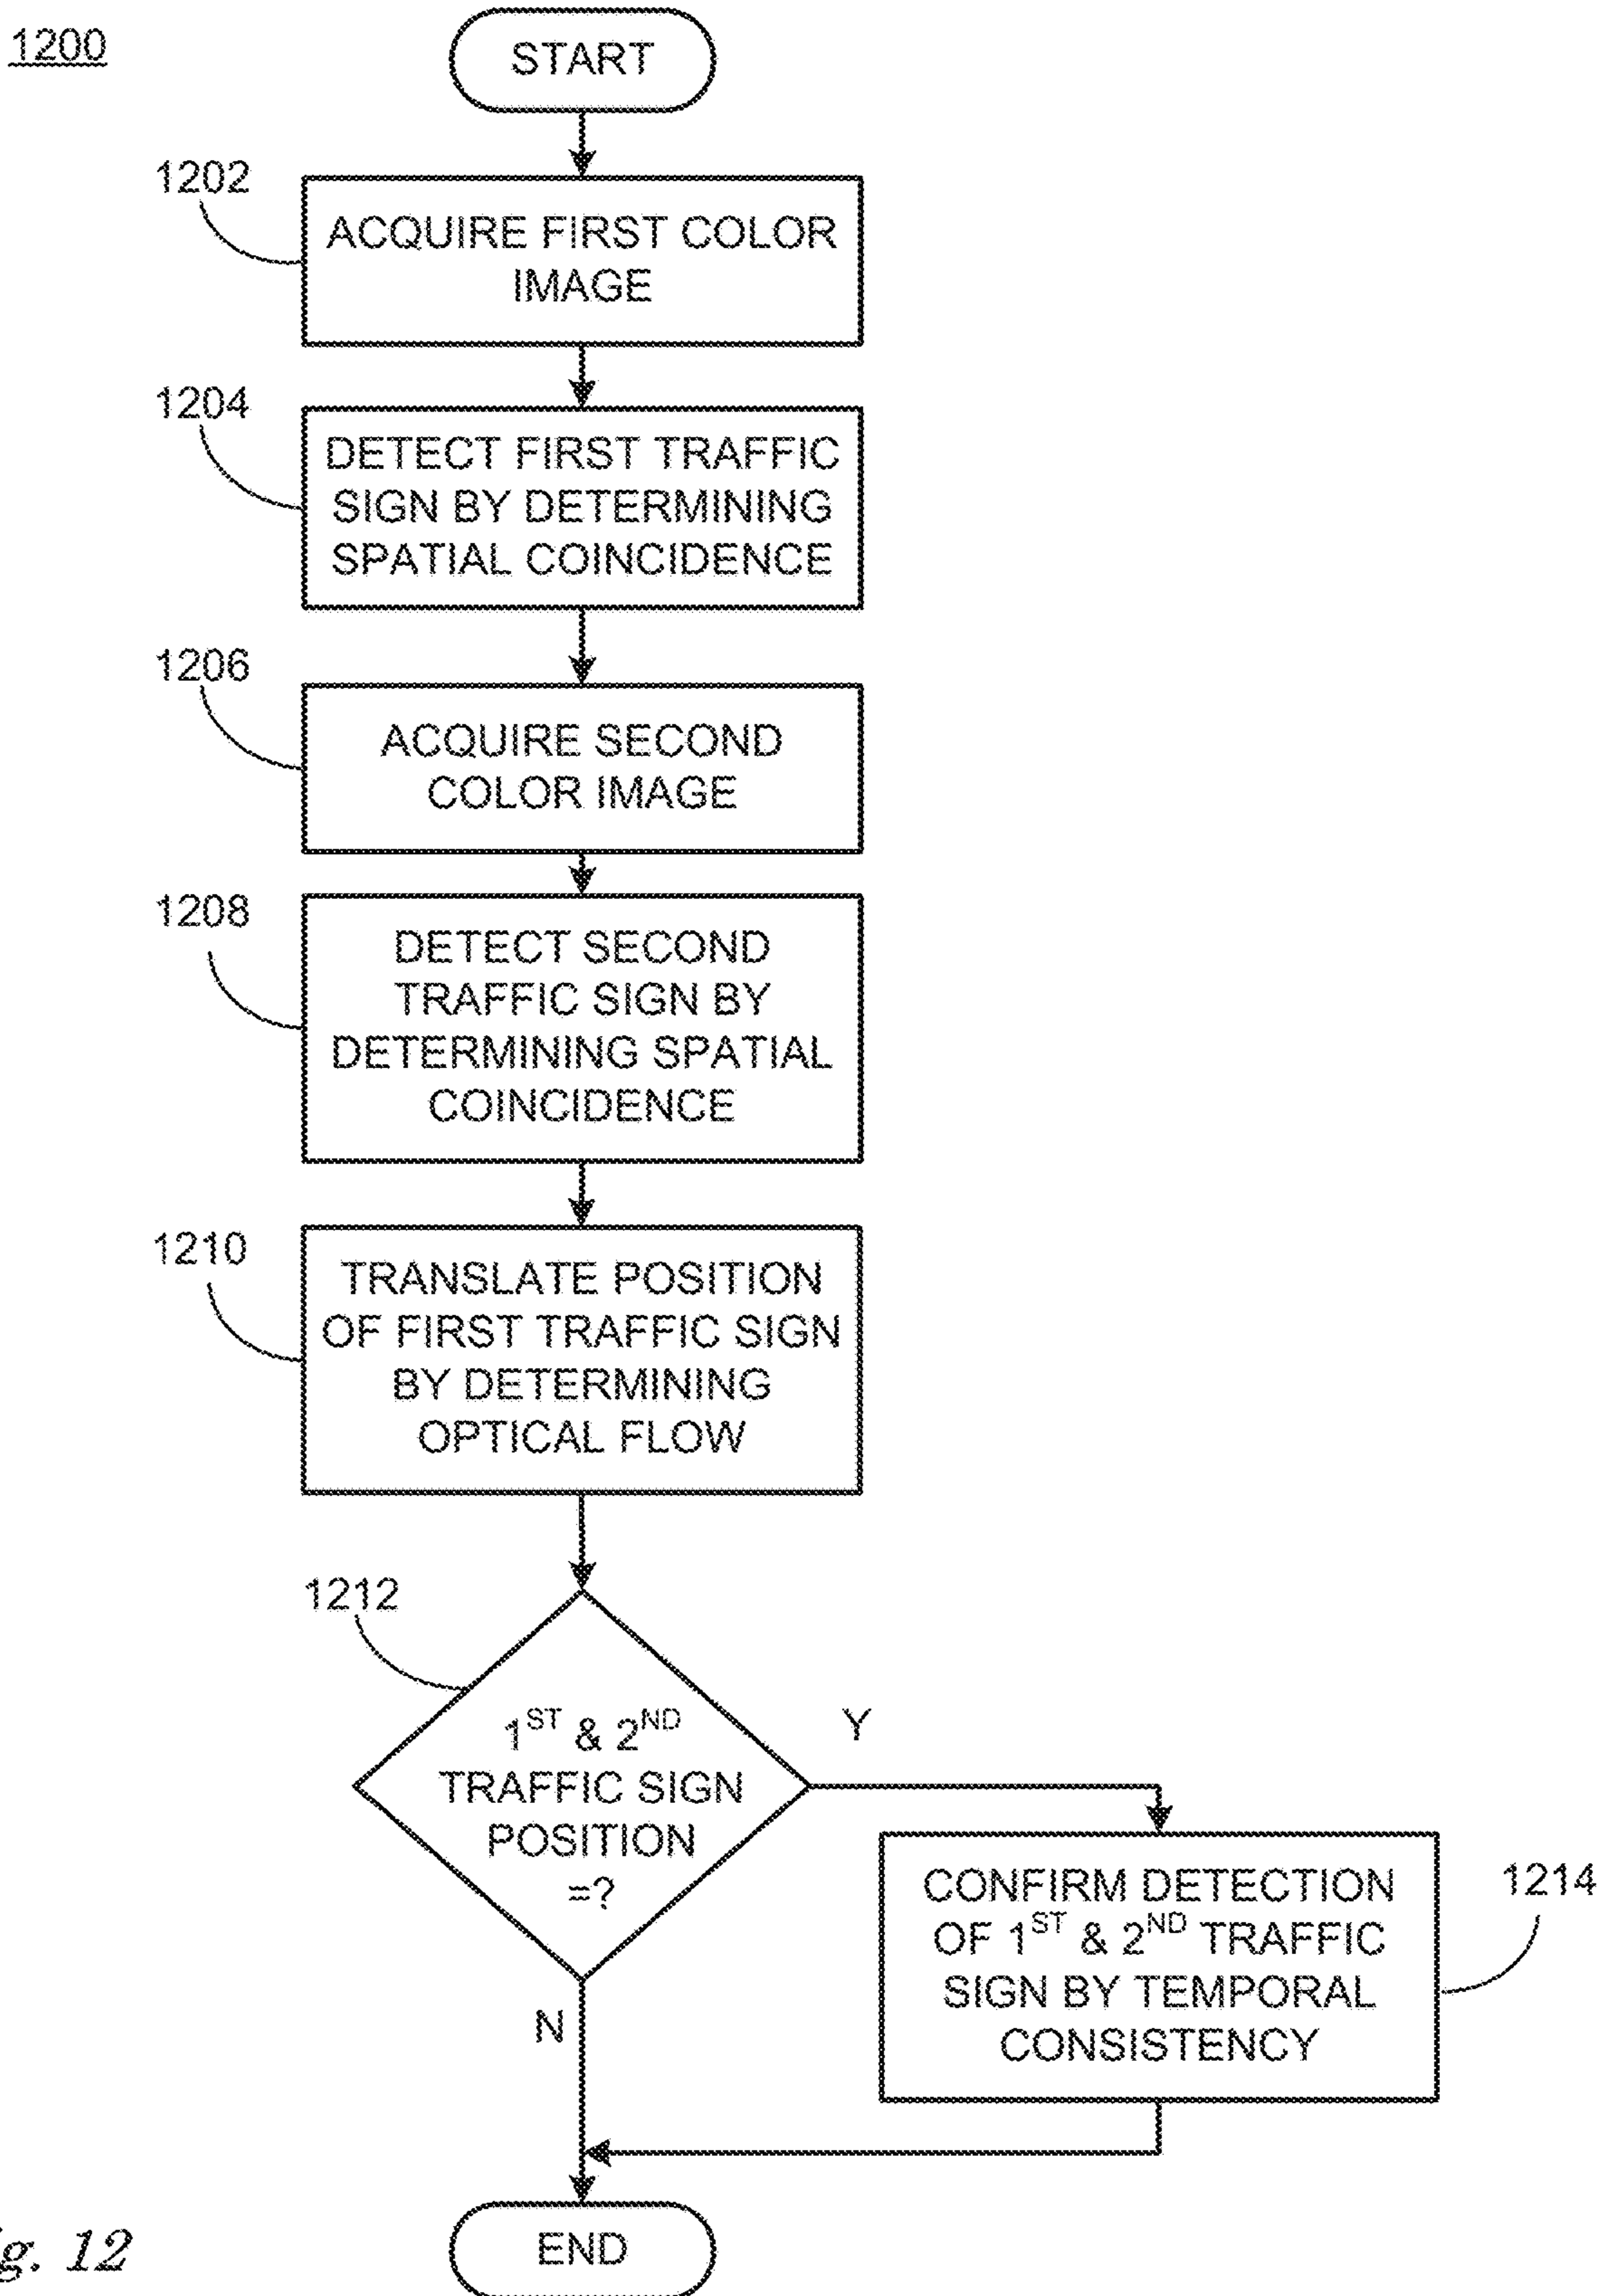 1200
START
1202
ACQUIRE FIRST COLOR
IMAGE
1204
DETECT FIRST TRAFFIC
SIGN BY DETERMINING
SPATIAL COINCIDENCE
1206
ACQUIRE SECOND
COLOR IMAGE
1208
DETECT SECOND
TRAFFIC SIGN BY
DETERMINING SPATIAL
COINCIDENCE
1210
TRANSLATE POSITION
OF FIRST TRAFFIC SIGN
BY DETERMINING
OPTICAL FLOW
1212
1ST & 2ND
TRAFFIC SIGN
POSITION
=?
Y
N
CONFIRM DETECTION
OF 1ST & 2ND TRAFFIC
SIGN BY TEMPORAL
CONSISTENCY
1214
END
g. 12